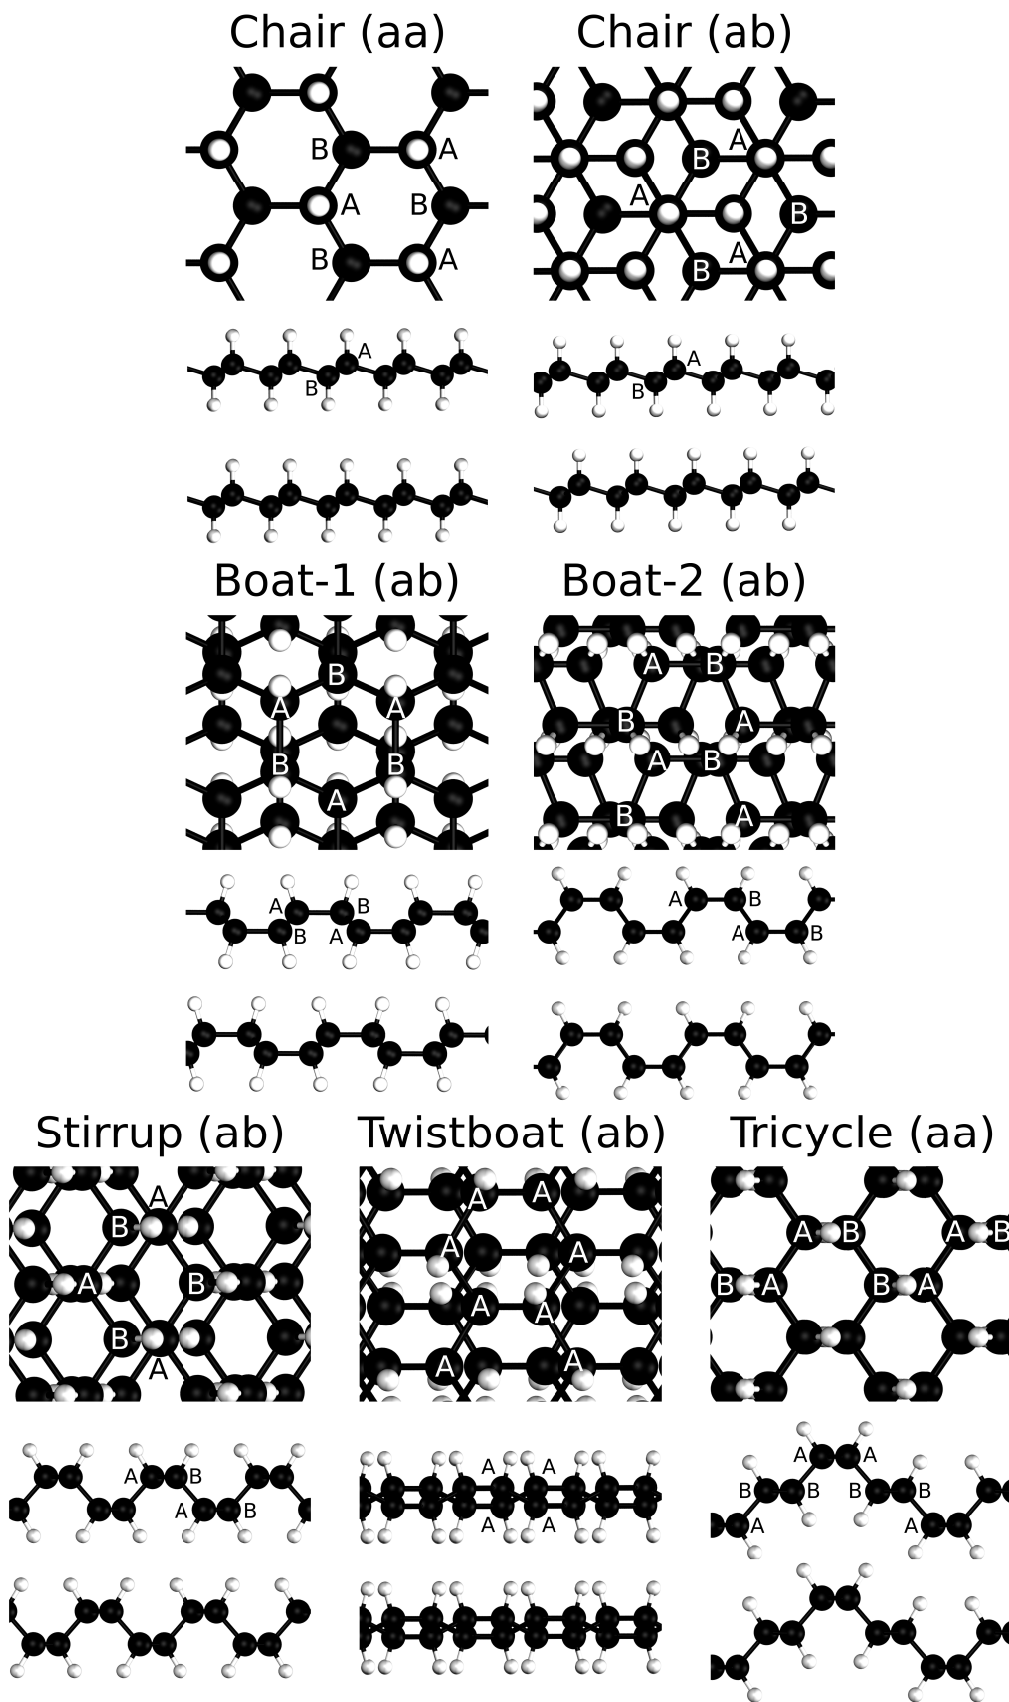 Chair (aa) Chair (ab)
B A A
A B B A B
B A A B
A A
B B
Boat-1 (ab) Boat-2 (ab)
B A B
A A B A
B B A B
A B A
A B A B
B A A B
Stirrup (ab) Twistboat (ab) Tricycle (aa)
A A A
B A B A B
A B A A B A B A
B A A
A A A
A B A A A A
A B A A B B B B
A A